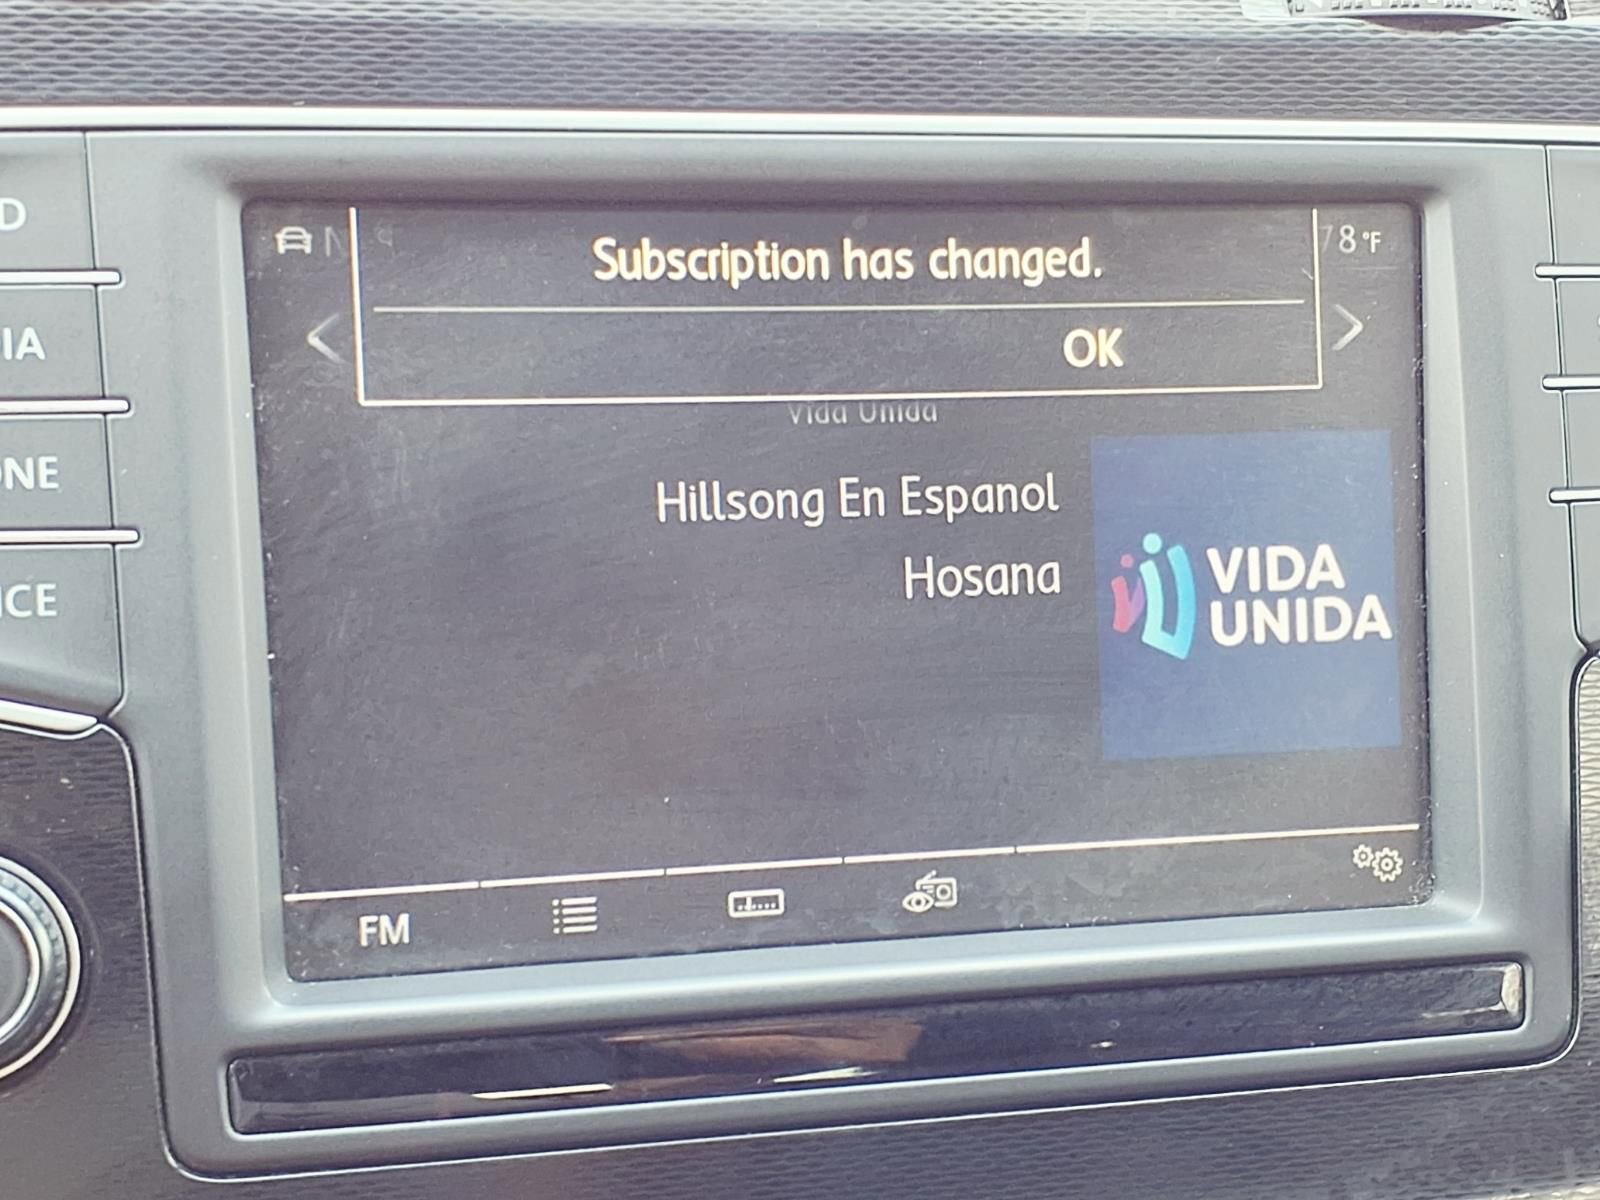 Subscription has changed.
OK
78°F
Vida Unida
Hillsong En Espanol
Hosana
VIDA
UNIDA
FM